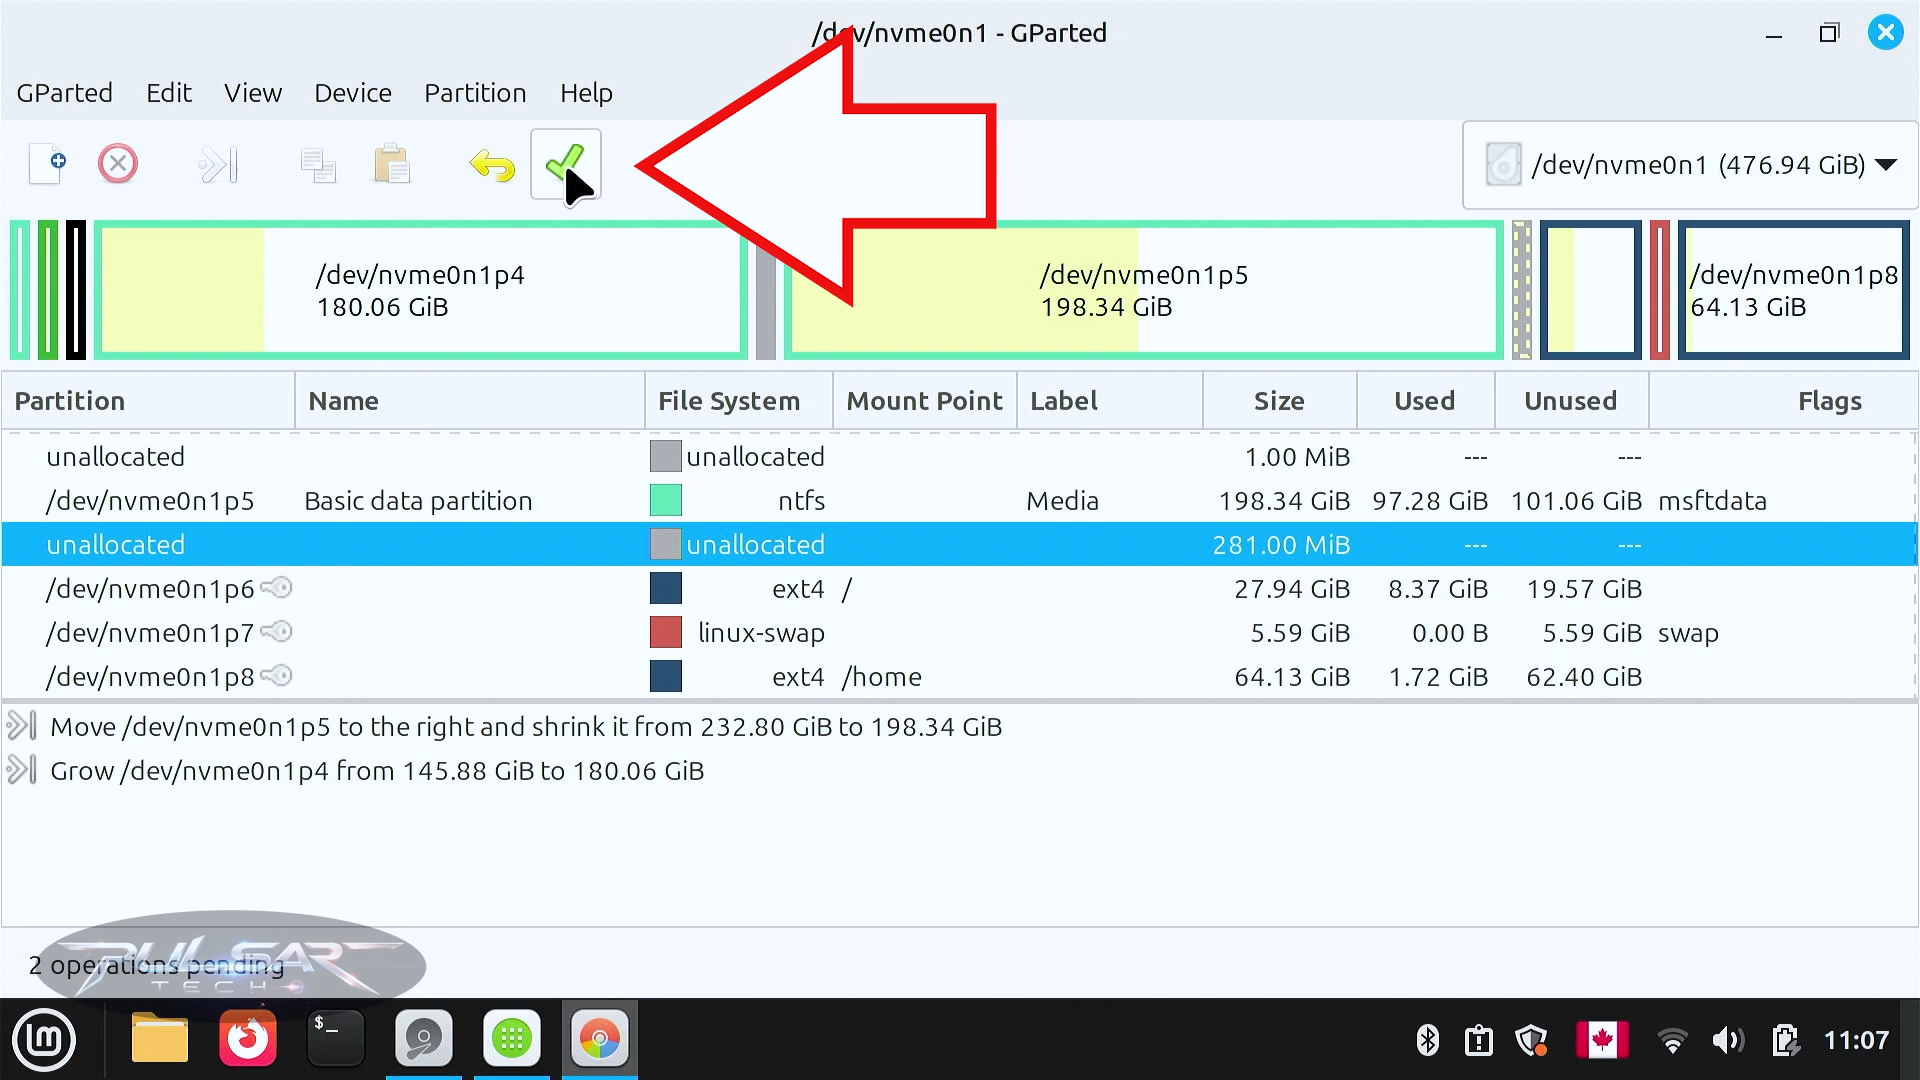 /dev/nvme0n1 - GParted
GParted Edit View Device Partition Help
/dev/nvme0n1 (476.94 GiB)
/dev/nvme0n1p4
180.06 GiB
/dev/nvme0n1p5
198.34 GiB
/dev/nvme0n1p8
64.13 GiB
Partition Name File System Mount Point Label Size Used Unused Flags
unallocated unallocated 1.00 MiB --- ---
/dev/nvme0n1p5 Basic data partition ntfs Media 198.34 GiB 97.28 GiB 101.06 GiB msftdata
unallocated unallocated 281.00 MiB --- ---
/dev/nvme0n1p6 ext4 / 27.94 GiB 8.37 GiB 19.57 GiB
/dev/nvme0n1p7 linux-swap 5.59 GiB 0.00 B 5.59 GiB swap
/dev/nvme0n1p8 ext4 /home 64.13 GiB 1.72 GiB 62.40 GiB
Move /dev/nvme0n1p5 to the right and shrink it from 232.80 GiB to 198.34 GiB
Grow /dev/nvme0n1p4 from 145.88 GiB to 180.06 GiB
2 operations pending
PULSAR
TECH
$_
11:07